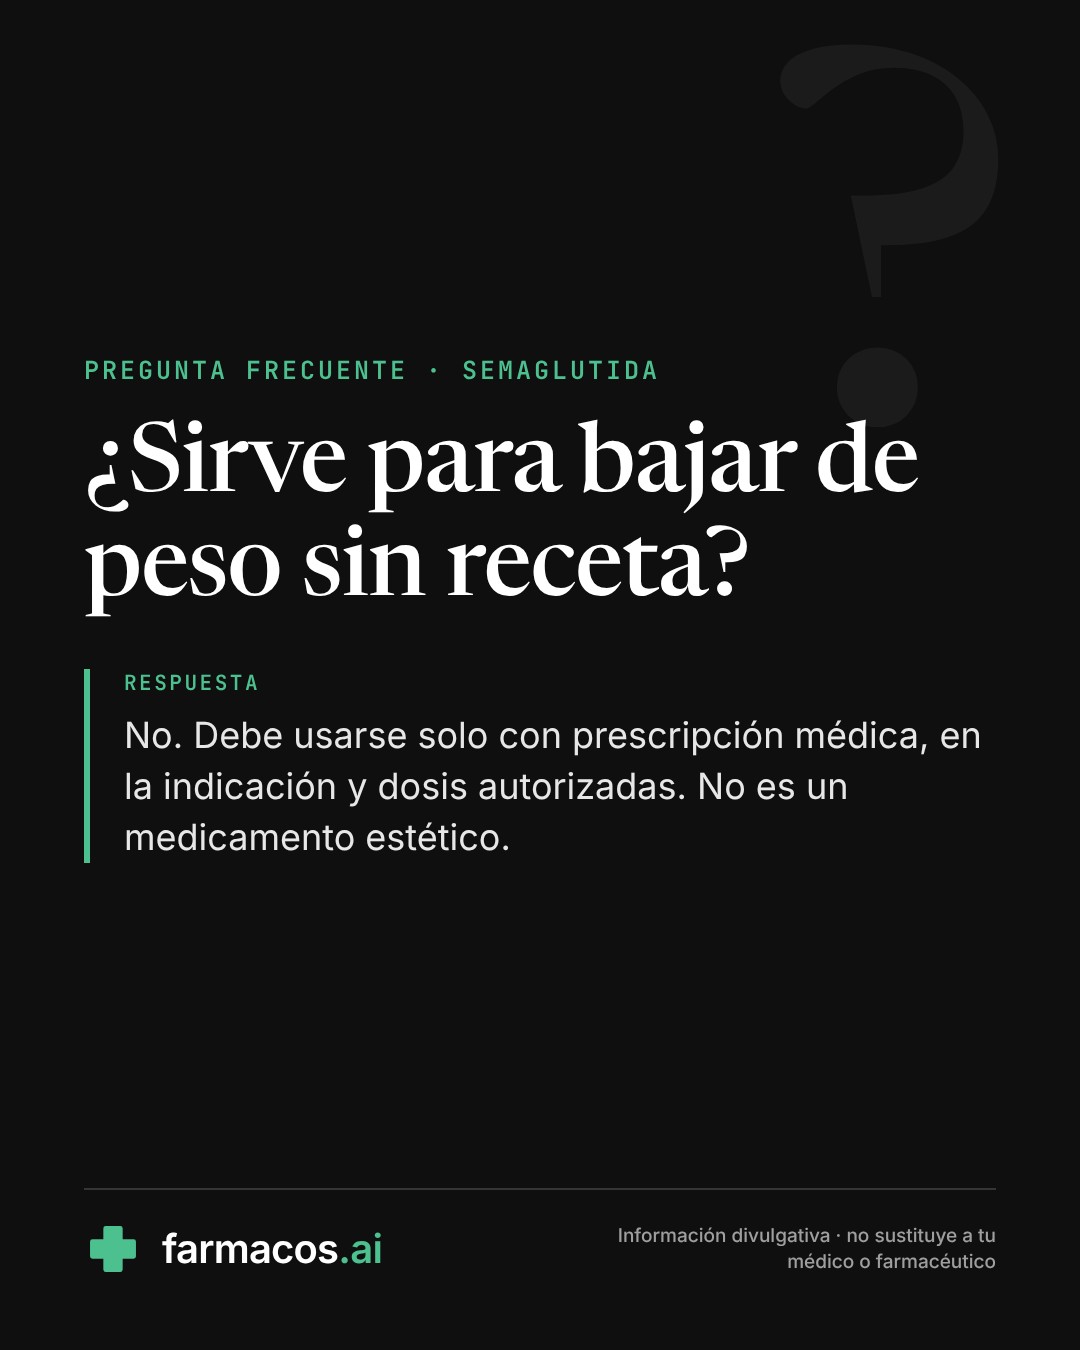 ?
PREGUNTA FRECUENTE · SEMAGLUTIDA
¿Sirve para bajar de
peso sin receta?
RESPUESTA
No. Debe usarse solo con prescripción médica, en
la indicación y dosis autorizadas. No es un
medicamento estético.
farmacos.ai
Información divulgativa · no sustituye a tu
médico o farmacéutico